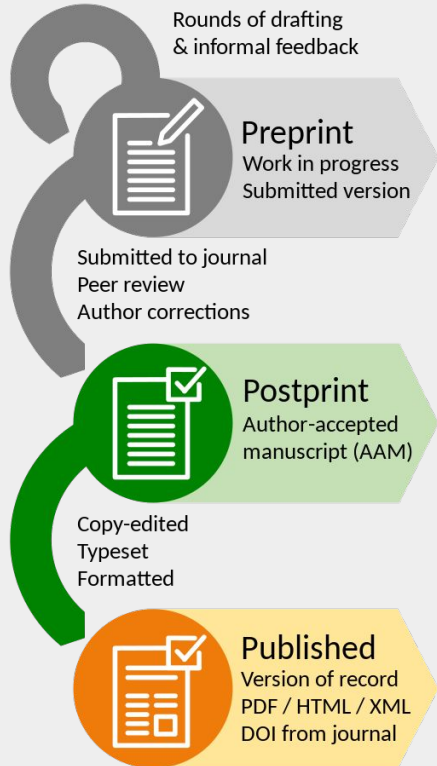 Rounds of drafting
& informal feedback
Preprint
Work in progress
Submitted version
Submitted to journal
Peer review
Author corrections
Postprint
Author-accepted
manuscript (AAM)
Copy-edited
Typeset
Formatted
Published
Version of record
PDF / HTML / XML
DOI from journal